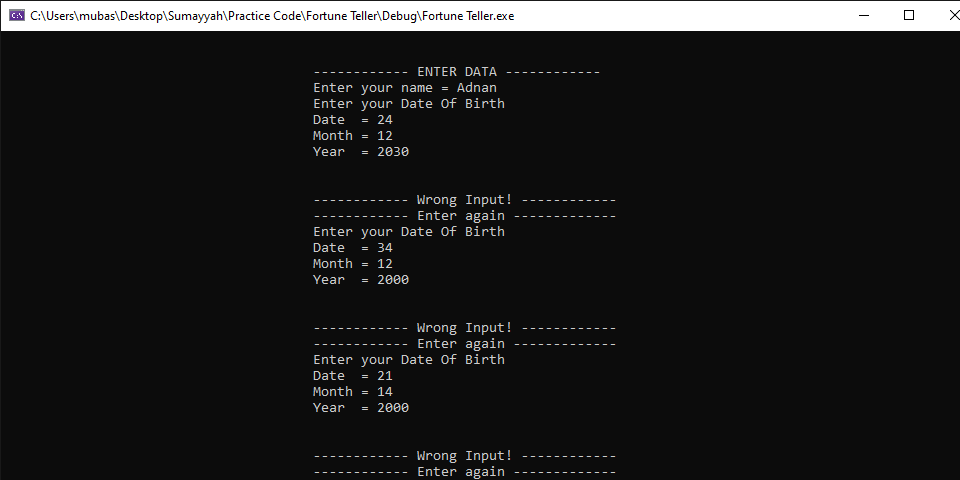 C:\Users\mubas\Desktop\Sumayyah\Practice Code\Fortune Teller\Debug\Fortune Teller.exe
------------ ENTER DATA ------------
Enter your name = Adnan
Enter your Date Of Birth
Date  = 24
Month = 12
Year  = 2030
------------ Wrong Input! ------------
------------ Enter again -------------
Enter your Date Of Birth
Date  = 34
Month = 12
Year  = 2000
------------ Wrong Input! ------------
------------ Enter again -------------
Enter your Date Of Birth
Date  = 21
Month = 14
Year  = 2000
------------ Wrong Input! ------------
------------ Enter again -------------